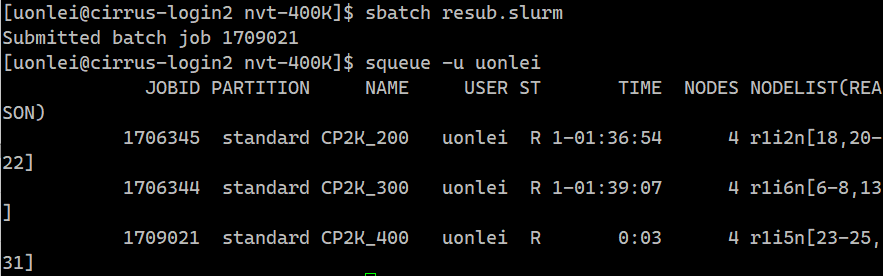 [uonlei@cirrus-login2 nvt-400K]$ sbatch resub.slurm
Submitted batch job 1709021
[uonlei@cirrus-login2 nvt-400K]$ squeue -u uonlei
             JOBID PARTITION     NAME     USER ST       TIME  NODES NODELIST(REA
SON)
           1706345  standard CP2K_200   uonlei  R 1-01:36:54      4 r1i2n[18,20-
22]
           1706344  standard CP2K_300   uonlei  R 1-01:39:07      4 r1i6n[6-8,13
]
           1709021  standard CP2K_400   uonlei  R       0:03      4 r1i5n[23-25,
31]